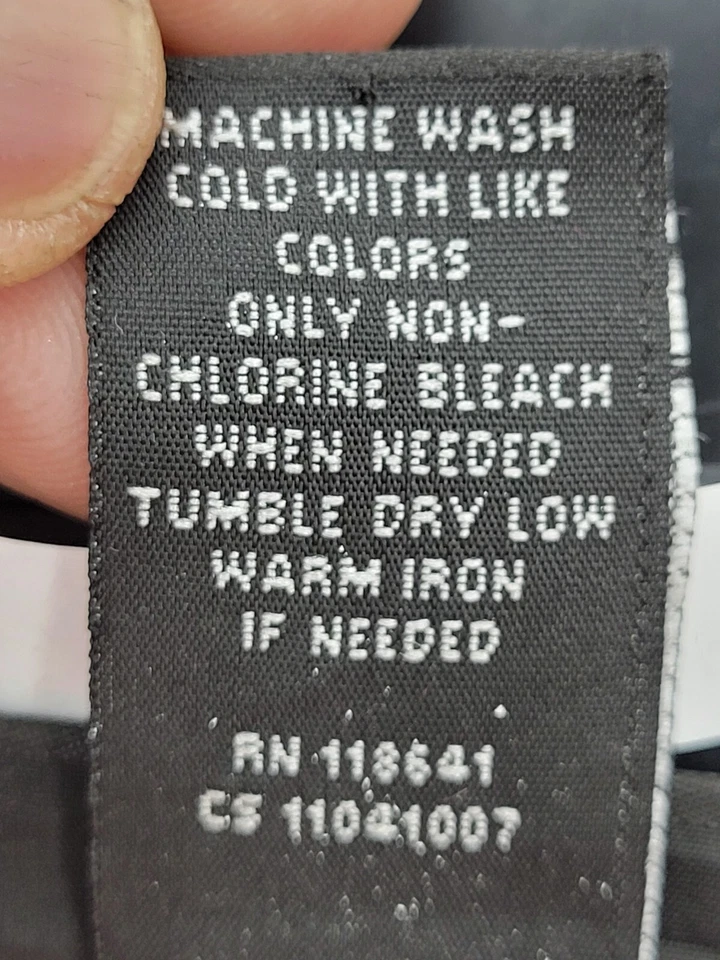 MACHINE WASH
COLD WITH LIKE
COLORS
ONLY NON-
CHLORINE BLEACH
WHEN NEEDED
TUMBLE DRY LOW
WARM IRON
IF NEEDED
RN 118641
CS 11041007